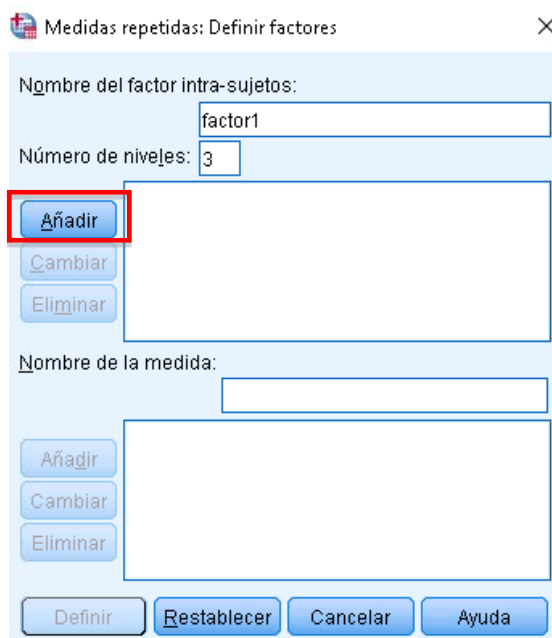 Medidas repetidas: Definir factores
Nombre del factor intra-sujetos:
factor1
Número de niveles: 3
Añadir
Cambiar
Eliminar
Nombre de la medida:
Añadir
Cambiar
Eliminar
Definir Restablecer Cancelar Ayuda